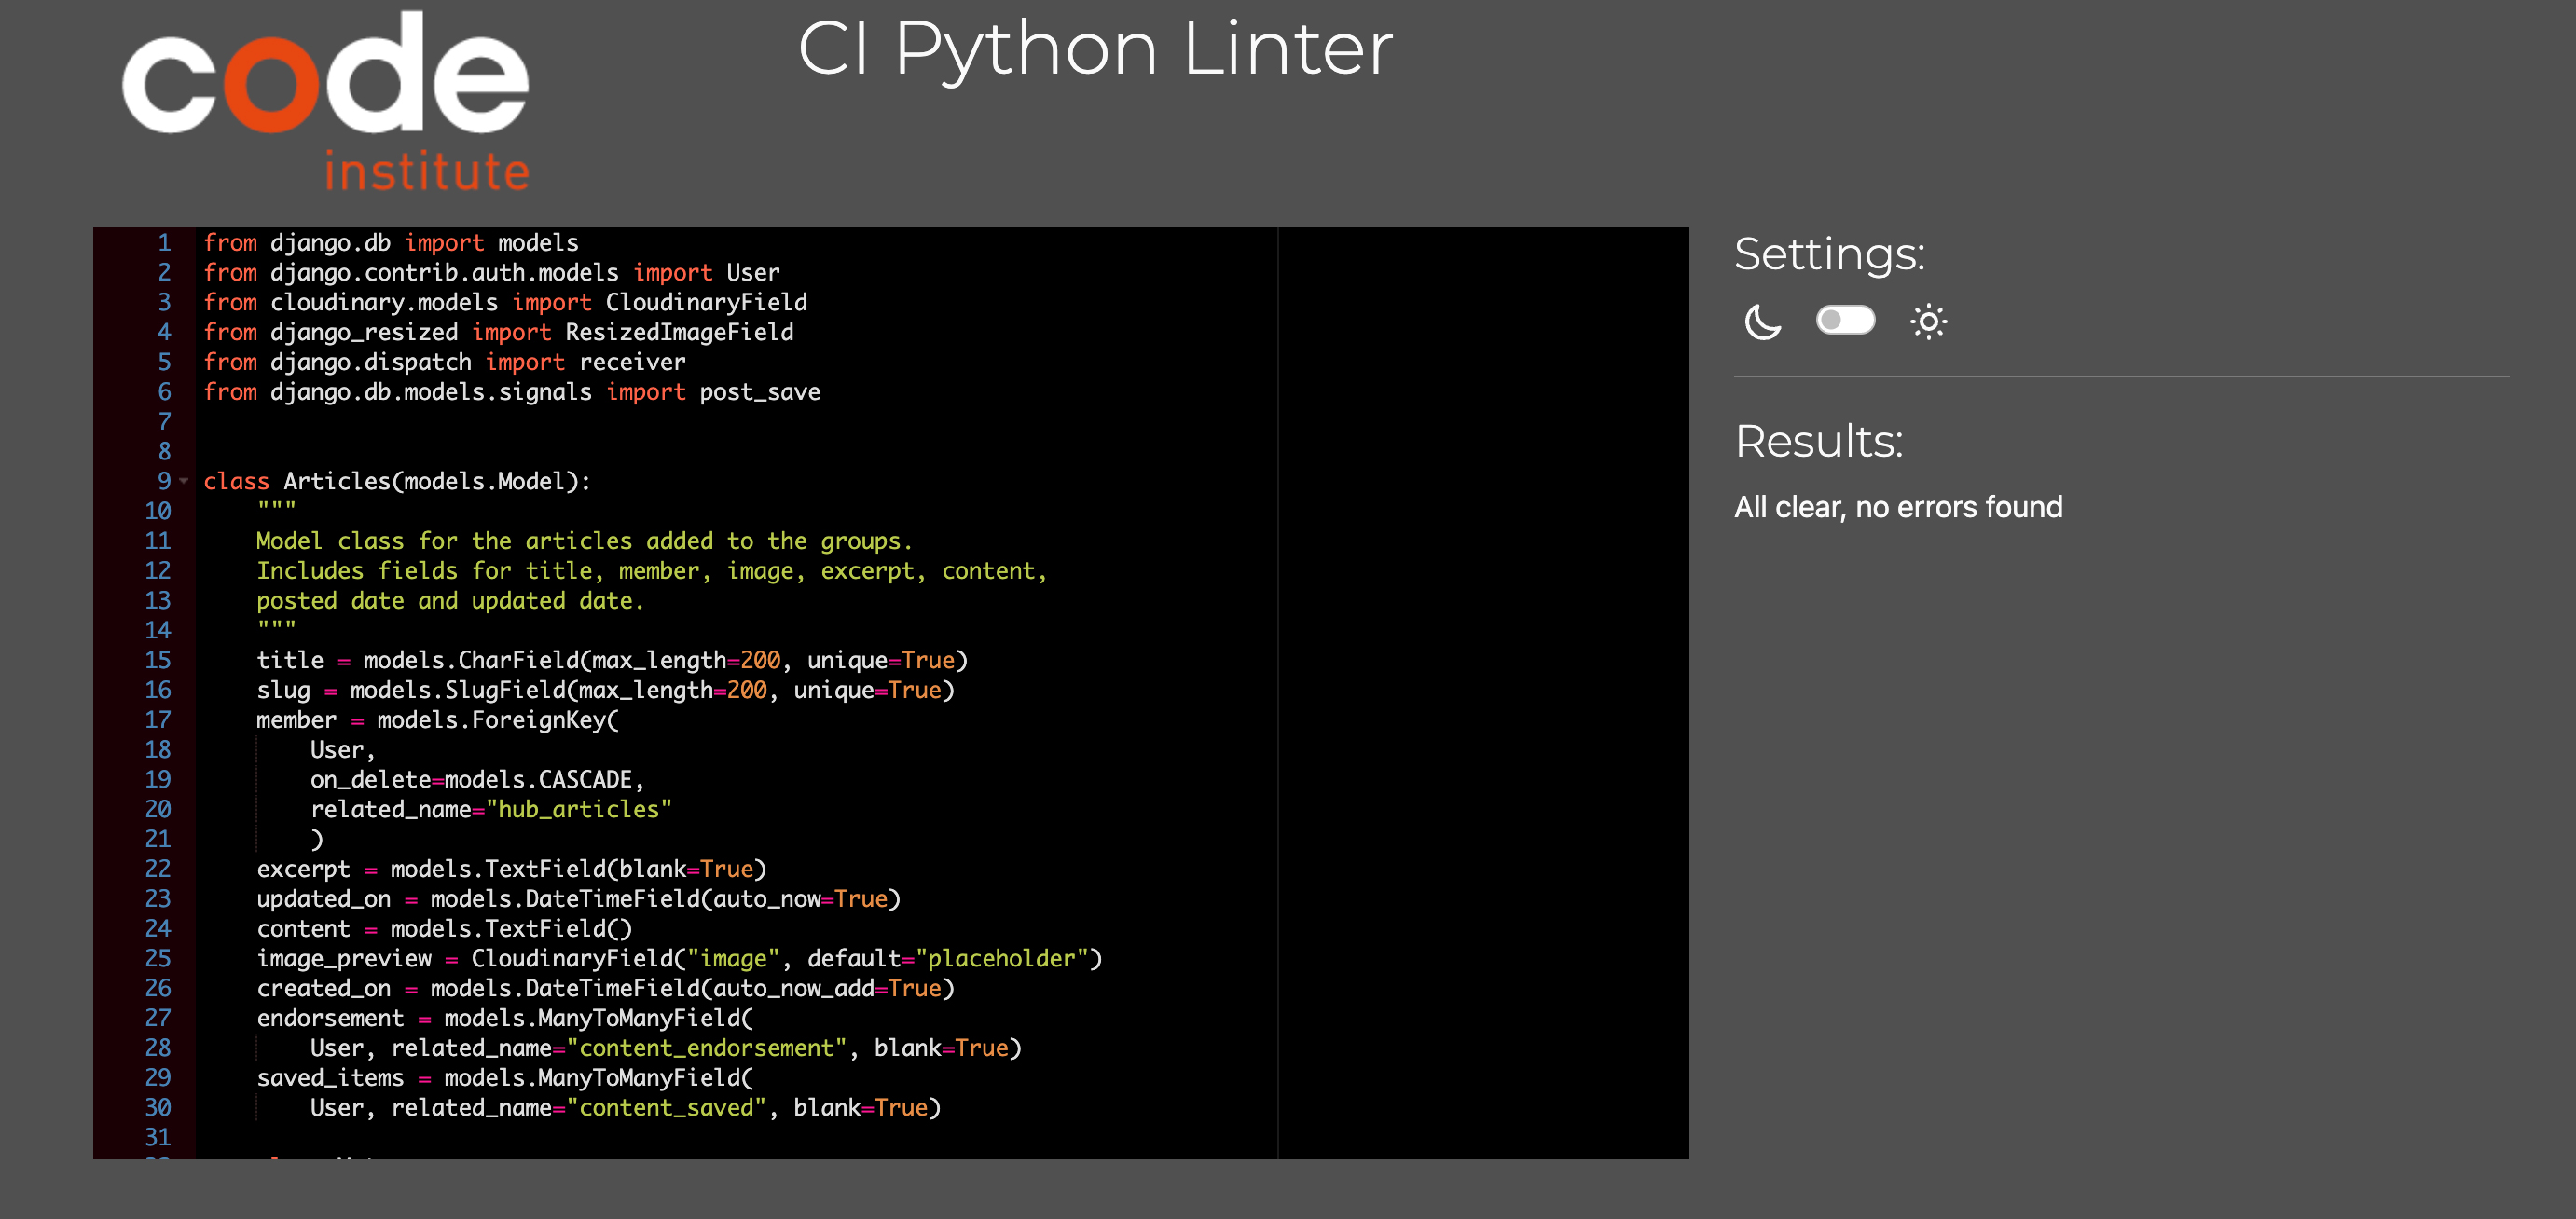 code
institute
CI Python Linter
1 from django.db import models
2 from django.contrib.auth.models import User
3 from cloudinary.models import CloudinaryField
4 from django_resized import ResizedImageField
5 from django.dispatch import receiver
6 from django.db.models.signals import post_save
7
8
9 class Articles(models.Model):
10     """
11     Model class for the articles added to the groups.
12     Includes fields for title, member, image, excerpt, content,
13     posted date and updated date.
14     """
15     title = models.CharField(max_length=200, unique=True)
16     slug = models.SlugField(max_length=200, unique=True)
17     member = models.ForeignKey(
18         User,
19         on_delete=models.CASCADE,
20         related_name="hub_articles"
21         )
22     excerpt = models.TextField(blank=True)
23     updated_on = models.DateTimeField(auto_now=True)
24     content = models.TextField()
25     image_preview = CloudinaryField("image", default="placeholder")
26     created_on = models.DateTimeField(auto_now_add=True)
27     endorsement = models.ManyToManyField(
28         User, related_name="content_endorsement", blank=True)
29     saved_items = models.ManyToManyField(
30         User, related_name="content_saved", blank=True)
31
Settings:
Results:
All clear, no errors found